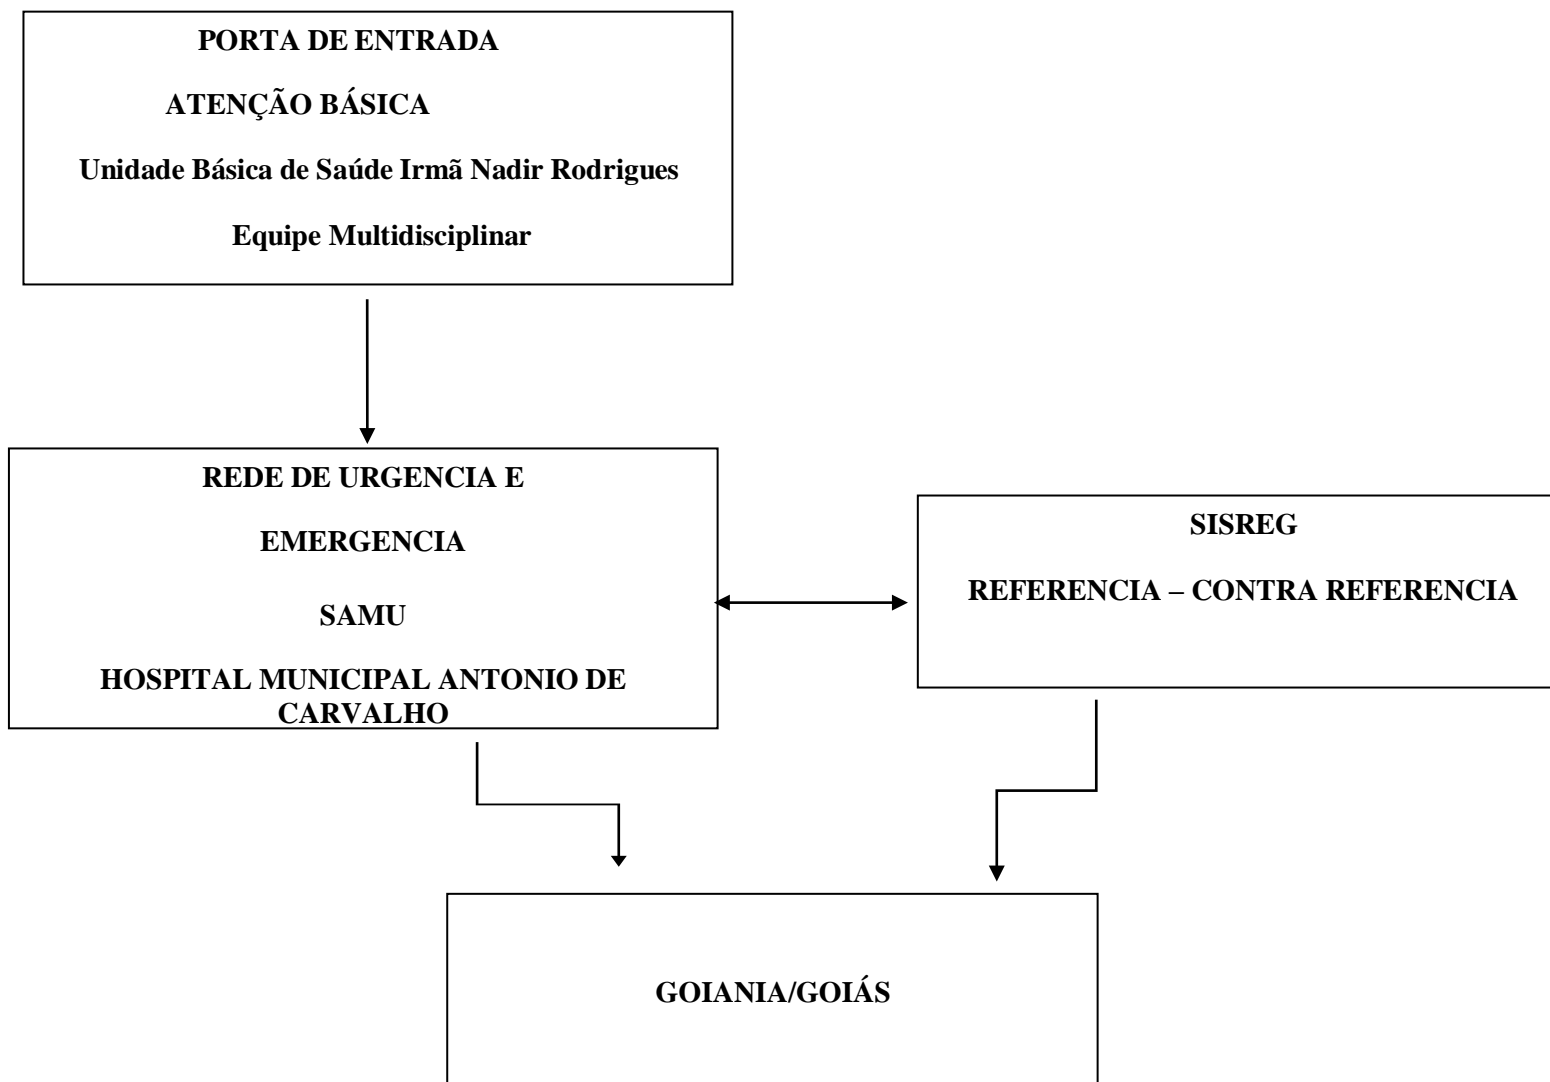 PORTA DE ENTRADA
ATENÇÃO BÁSICA
Unidade Básica de Saúde Irmã Nadir Rodrigues
Equipe Multidisciplinar
REDE DE URGENCIA E
EMERGENCIA
SAMU
HOSPITAL MUNICIPAL ANTONIO DE
CARVALHO
SISREG
REFERENCIA – CONTRA REFERENCIA
GOIANIA/GOIÁS